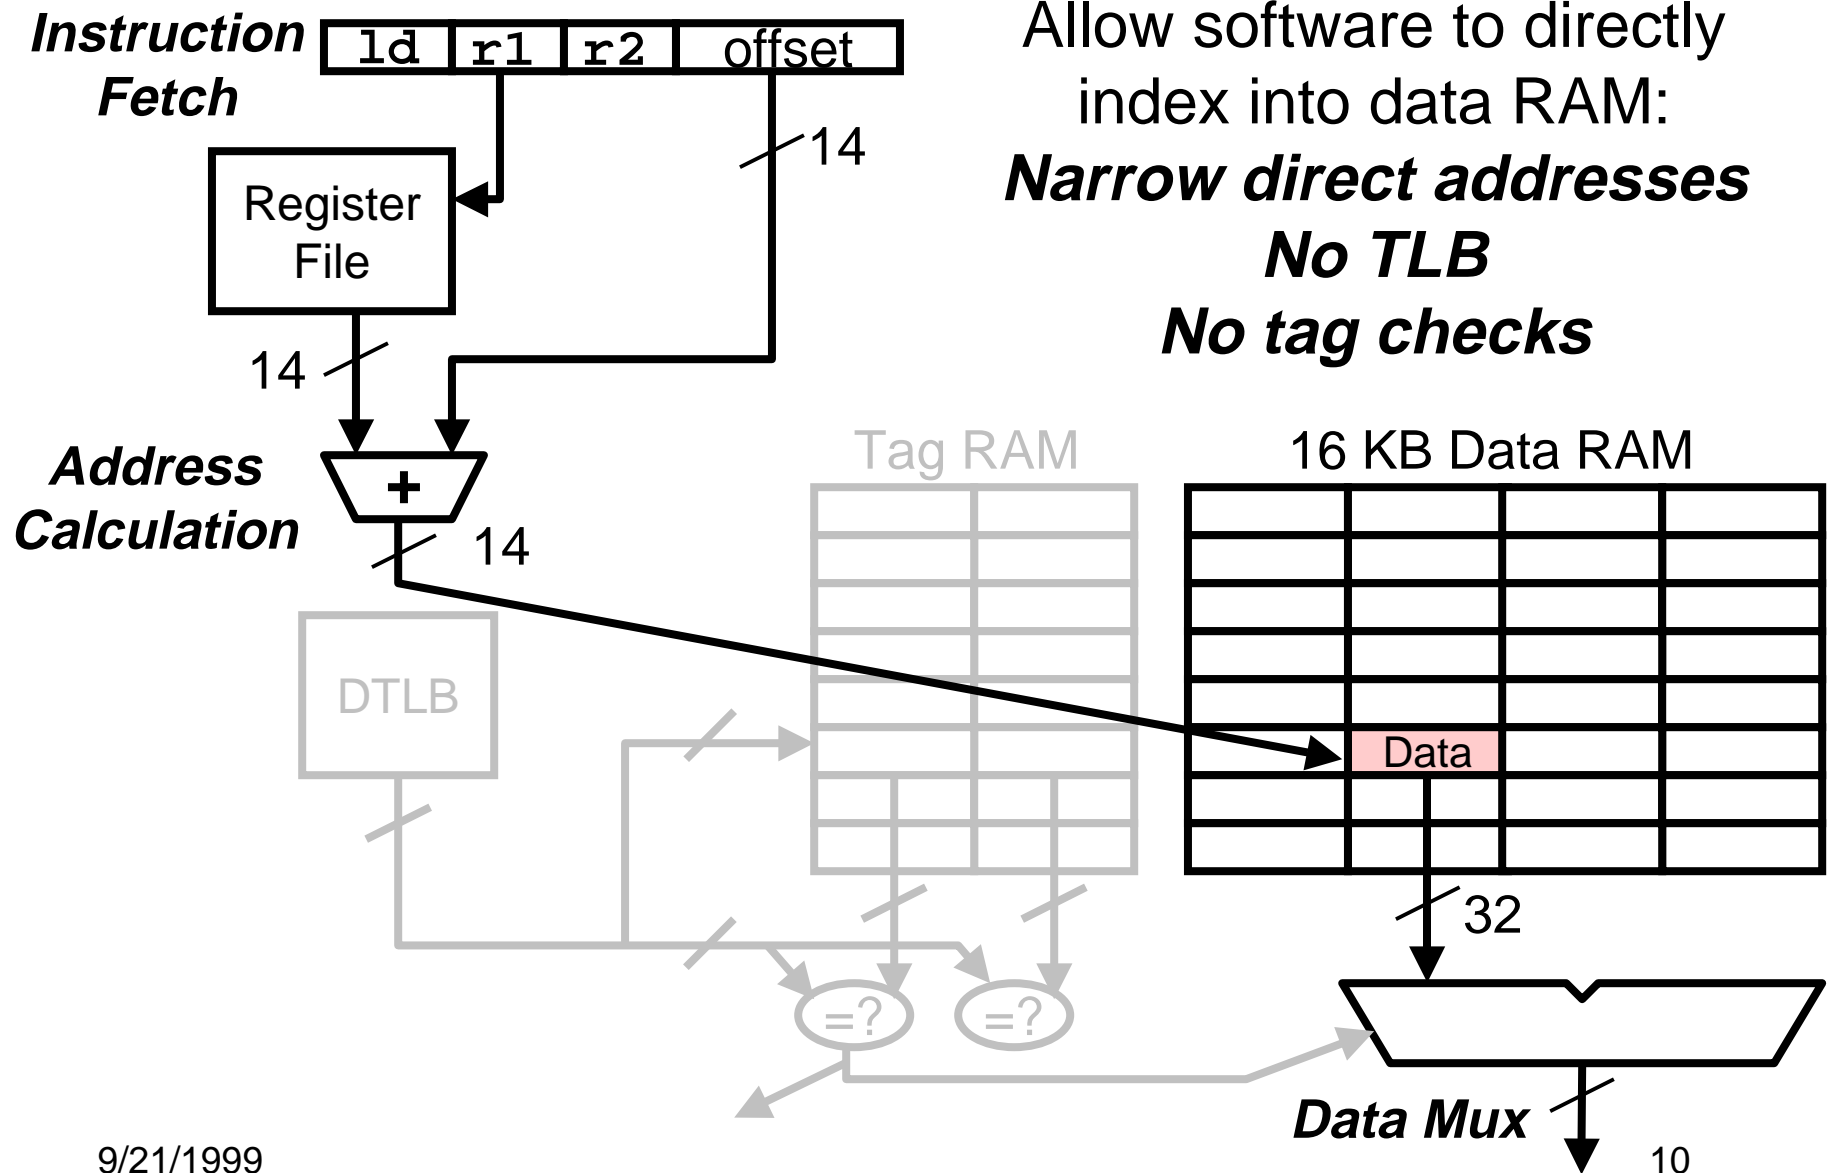 Instruction
Fetch
ld r1 r2 offset
Allow software to directly
index into data RAM:
Narrow direct addresses
No TLB
No tag checks
14
Register
File
14
Address
Calculation
+
14
Tag RAM
16 KB Data RAM
DTLB
Data
32
=? =?
Data Mux
9/21/1999
10